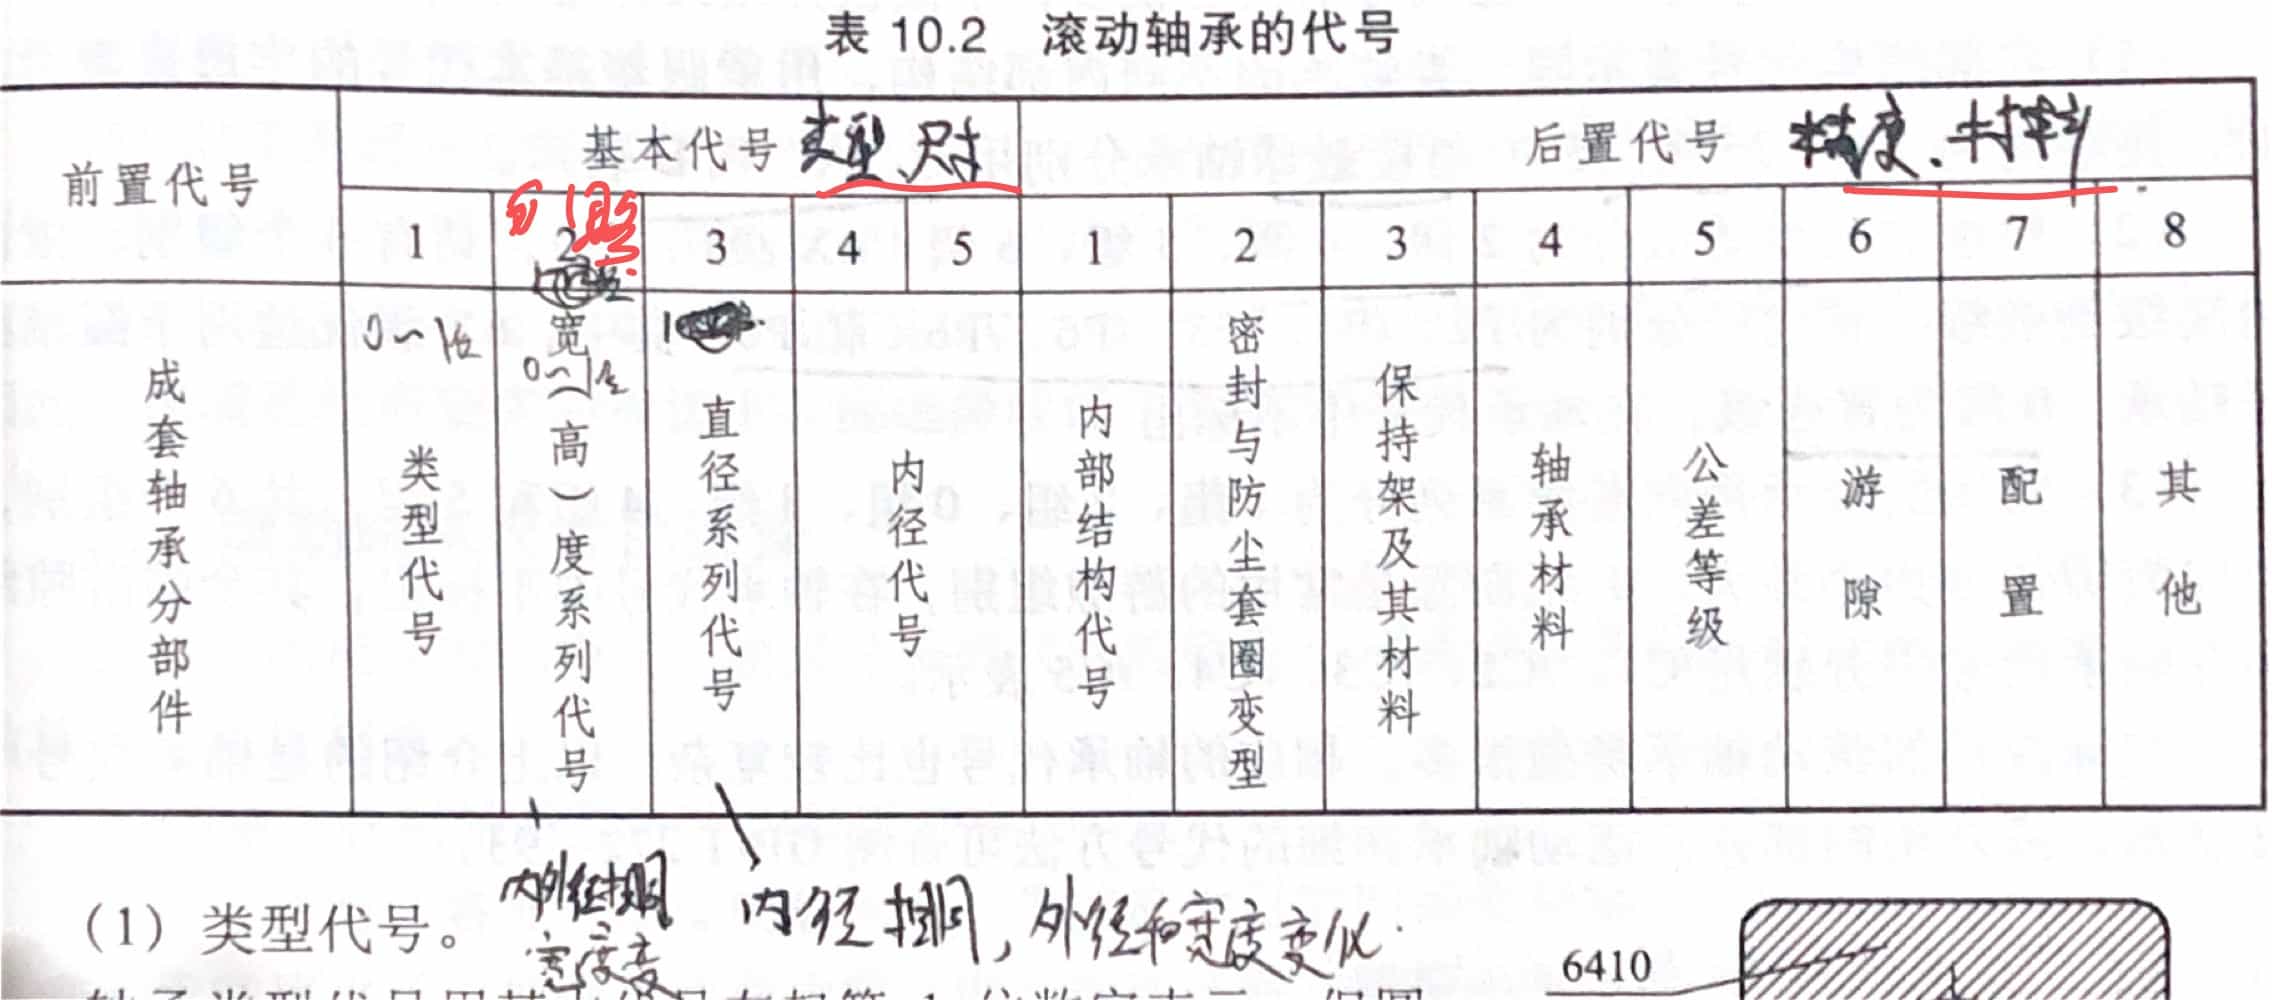 表 10.2 滚动轴承的代号
前置代号 基本代号 类型、尺寸 后置代号 精度、材料
1 2 3 4 5 1 2 3 4 5 6 7 8
成套轴承分部件
0~1位 类型代号
宽（高）度系列代号 0~1位
直径系列代号
内径代号
内部结构代号
密封与防尘套圈变型
保持架及其材料
轴承材料
公差等级
游隙
配置
其他
内外径相同
宽度变
内径相同，外径和宽度变化.
（1）类型代号。
6410